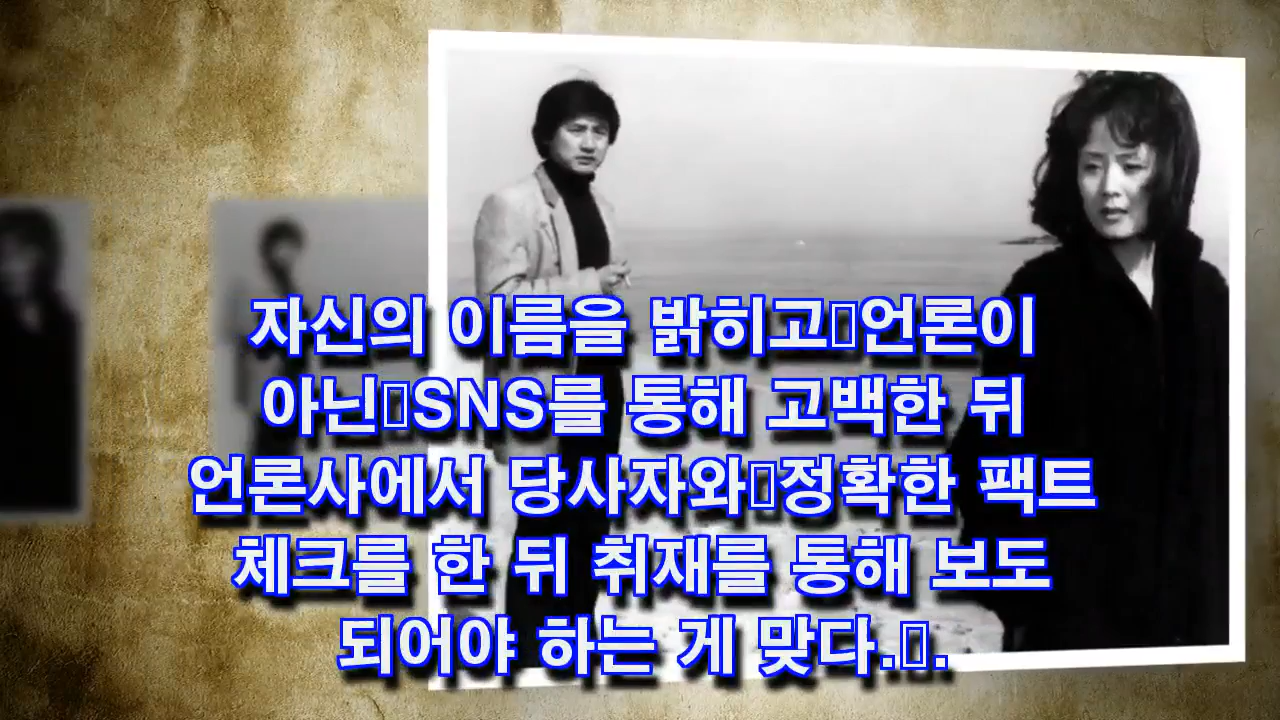 자신의 이름을 밝히고▯언론이
아닌▯SNS를 통해 고백한 뒤
언론사에서 당사자와▯정확한 팩트
체크를 한 뒤 취재를 통해 보도
되어야 하는 게 맞다.▯.